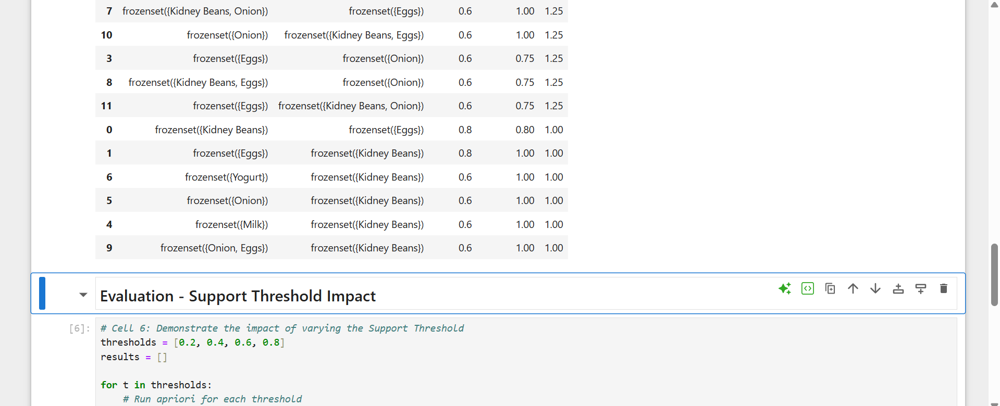 7 frozenset({Kidney Beans, Onion}) frozenset({Eggs}) 0.6 1.00 1.25
10 frozenset({Onion}) frozenset({Kidney Beans, Eggs}) 0.6 1.00 1.25
3 frozenset({Eggs}) frozenset({Onion}) 0.6 0.75 1.25
8 frozenset({Kidney Beans, Eggs}) frozenset({Onion}) 0.6 0.75 1.25
11 frozenset({Eggs}) frozenset({Kidney Beans, Onion}) 0.6 0.75 1.25
0 frozenset({Kidney Beans}) frozenset({Eggs}) 0.8 0.80 1.00
1 frozenset({Eggs}) frozenset({Kidney Beans}) 0.8 1.00 1.00
6 frozenset({Yogurt}) frozenset({Kidney Beans}) 0.6 1.00 1.00
5 frozenset({Onion}) frozenset({Kidney Beans}) 0.6 1.00 1.00
4 frozenset({Milk}) frozenset({Kidney Beans}) 0.6 1.00 1.00
9 frozenset({Onion, Eggs}) frozenset({Kidney Beans}) 0.6 1.00 1.00
Evaluation - Support Threshold Impact
[6]: # Cell 6: Demonstrate the impact of varying the Support Threshold
thresholds = [0.2, 0.4, 0.6, 0.8]
results = []
for t in thresholds:
# Run apriori for each threshold